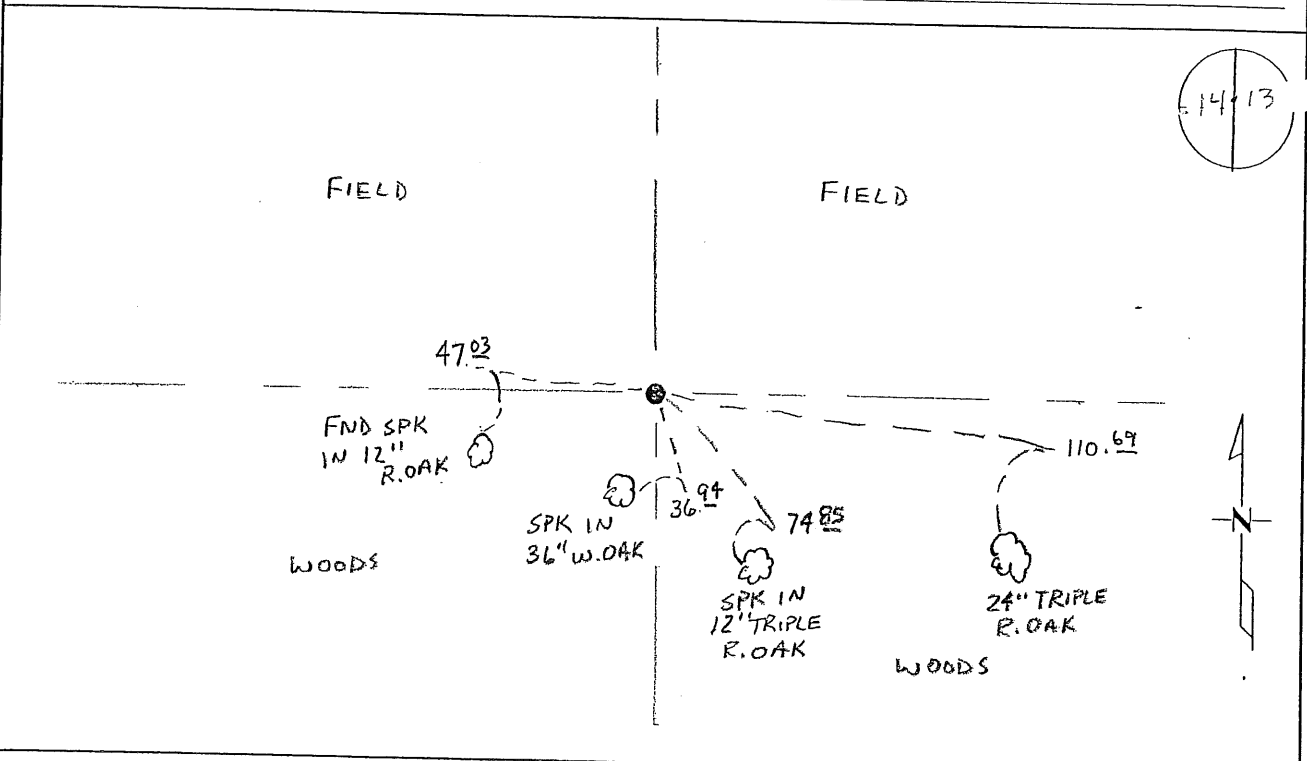 14 13
FIELD
FIELD
47.03
FND SPK
IN 12"
R.OAK
110.69
36.94
SPK IN
36" W.OAK
74 85
WOODS
SPK IN
12" TRIPLE
R.OAK
24" TRIPLE
R.OAK
N
WOODS